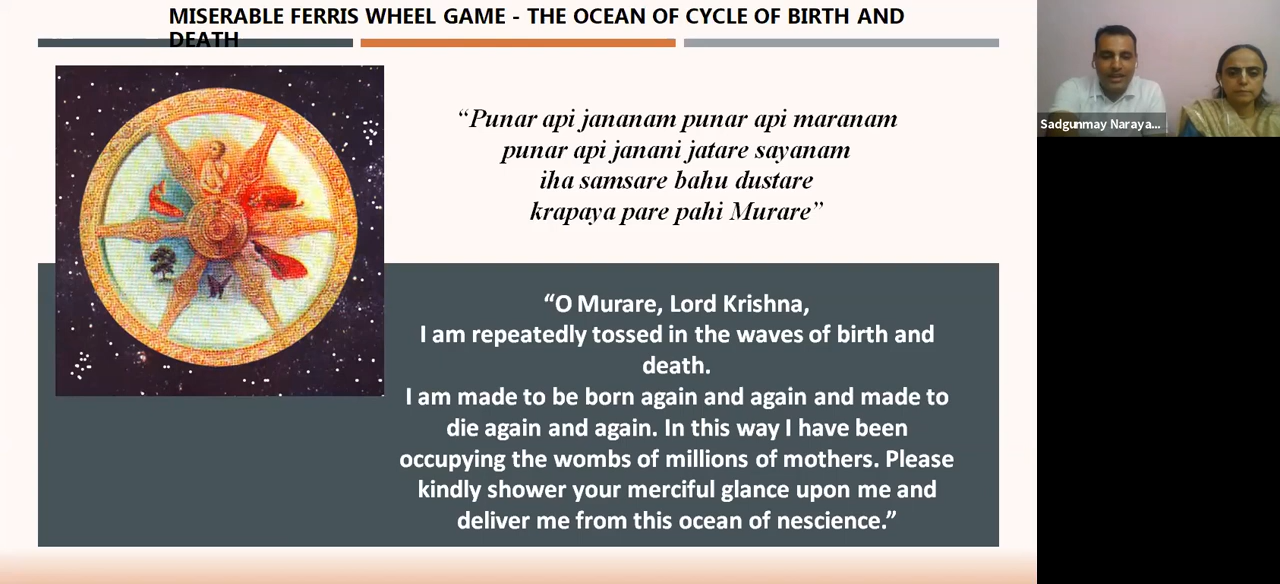 MISERABLE FERRIS WHEEL GAME - THE OCEAN OF CYCLE OF BIRTH AND
DEATH
“Punar api jananam punar api maranam
punar api janani jatare sayanam
iha samsare bahu dustare
krapaya pare pahi Murare”
“O Murare, Lord Krishna,
I am repeatedly tossed in the waves of birth and
death.
I am made to be born again and again and made to
die again and again. In this way I have been
occupying the wombs of millions of mothers. Please
kindly shower your merciful glance upon me and
deliver me from this ocean of nescience.”
Sadgunmay Naraya...